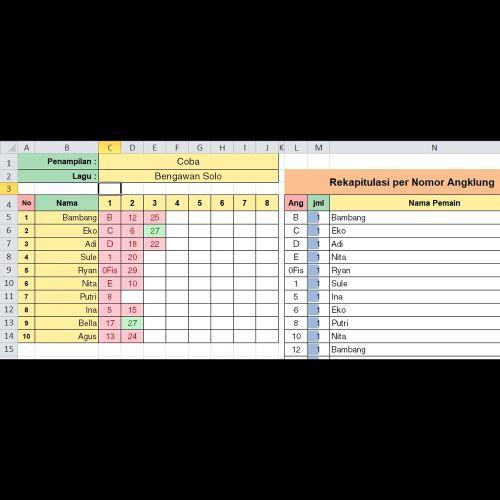 A B C D E F G H I J K L M N
1 Penampilan : Coba
2 Lagu : Bengawan Solo
3 Rekapitulasi per Nomor Angklung
4 No Nama 1 2 3 4 5 6 7 8 Ang jml Nama Pemain
5 1 Bambang B 12 25 B 1 Bambang
6 2 Eko C 6 27 C 1 Eko
7 3 Adi D 18 22 D 1 Adi
8 4 Sule 1 20 E 1 Nita
9 5 Ryan 0Fis 29 0Fis 1 Ryan
10 6 Nita E 10 1 1 Sule
11 7 Putri 8 5 1 Ina
12 8 Ina 5 15 6 1 Eko
13 9 Bella 17 27 8 1 Putri
14 10 Agus 13 24 10 1 Nita
15 12 1 Bambang